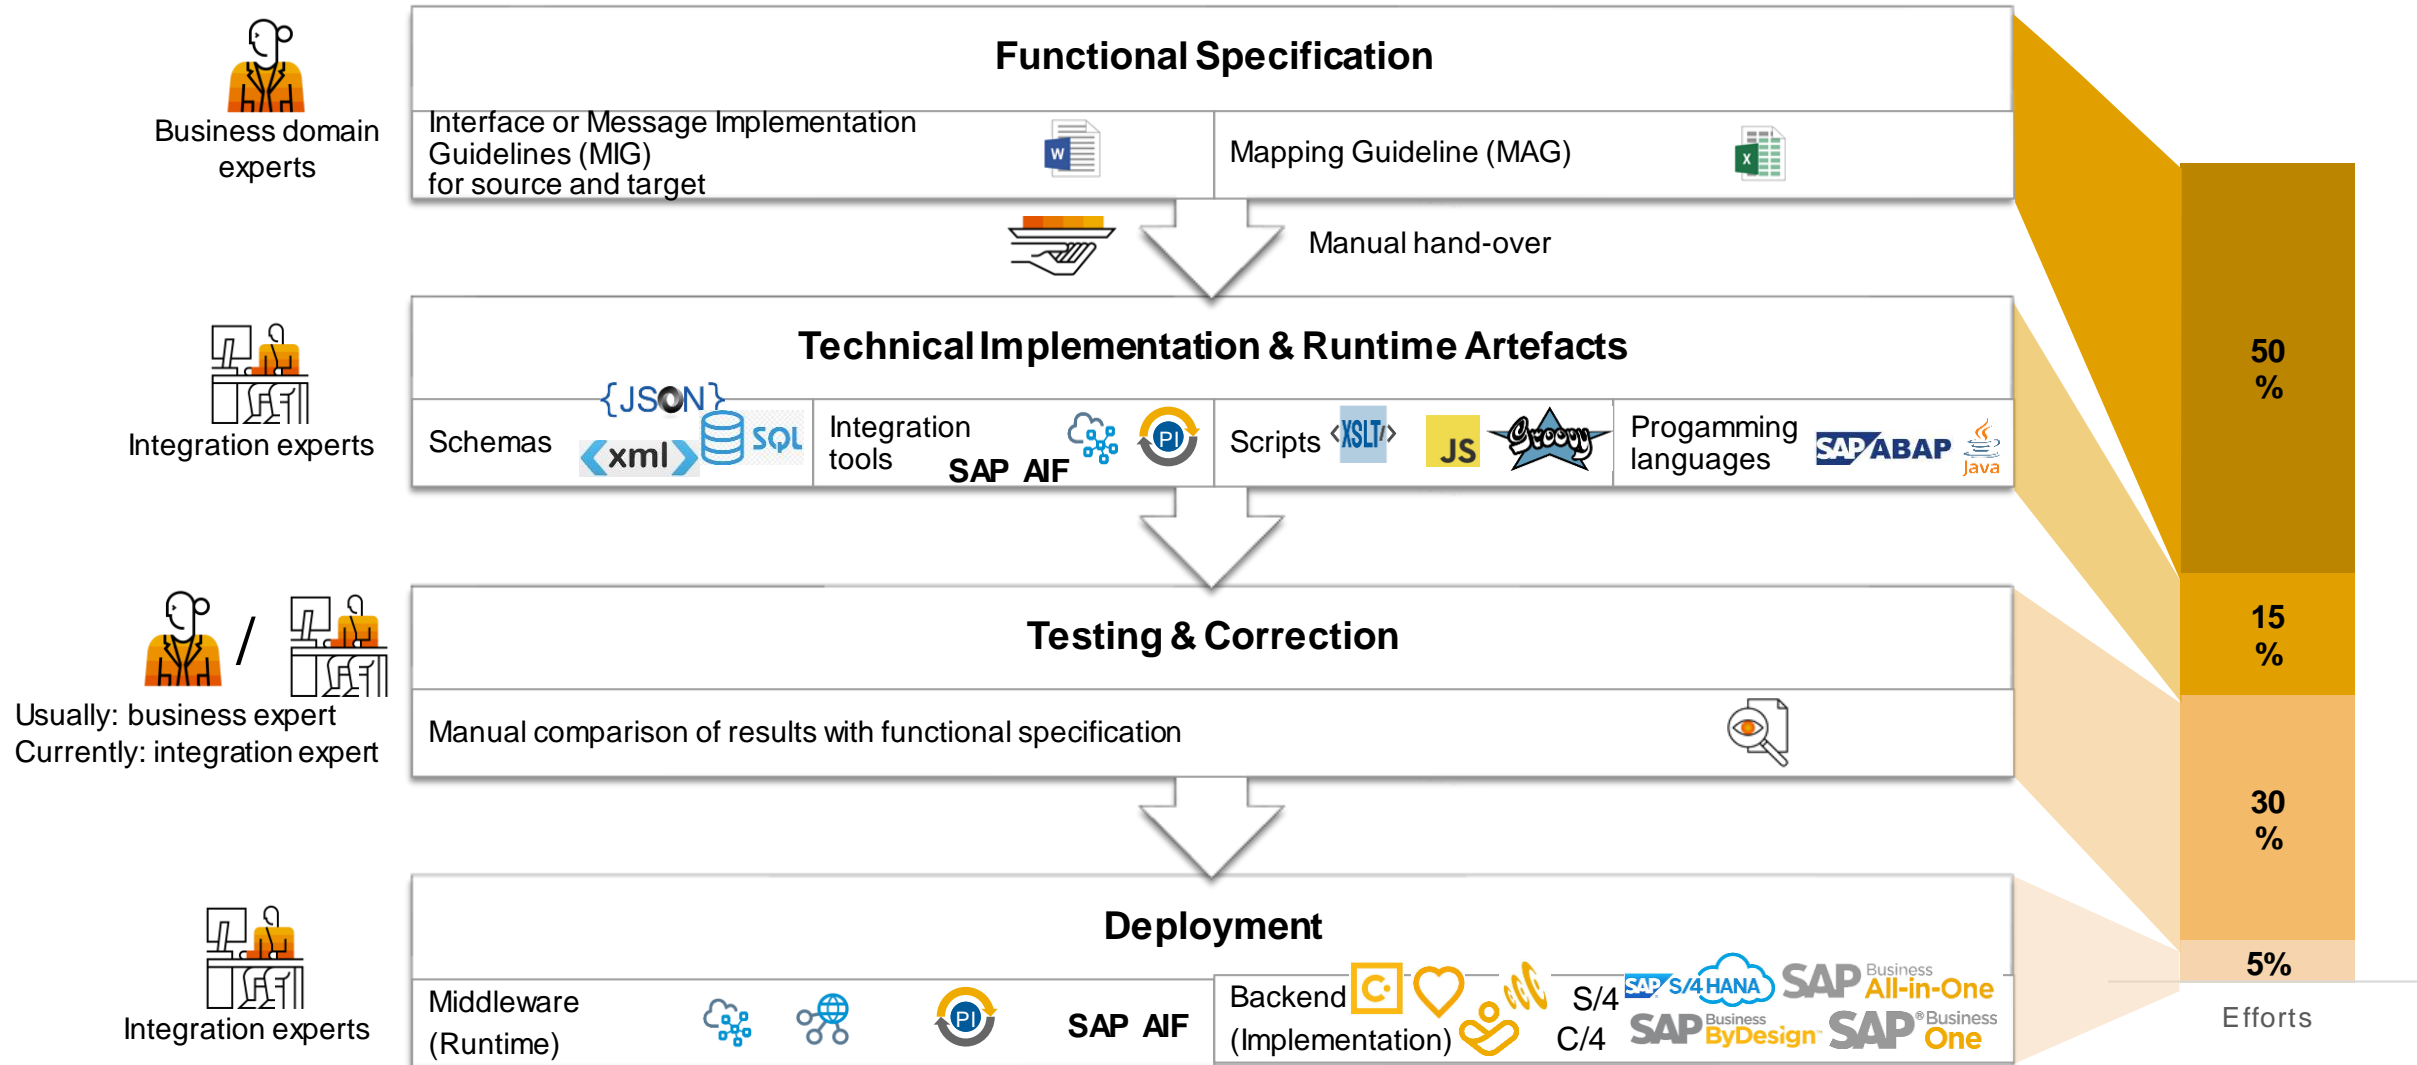 Functional Specification
Business domain
experts
Interface or Message Implementation
Guidelines (MIG)
for source and target
W
Mapping Guideline (MAG)
X
Manual hand-over
Technical Implementation & Runtime Artefacts
Integration experts
Schemas
{JSON}
<xml>
SQL
Integration
tools
SAP AIF
PI
Scripts
<XSLT/>
JS
Groovy
Progamming
languages
SAP ABAP
Java
50
%
15
%
Testing & Correction
/
Usually: business expert
Currently: integration expert
Manual comparison of results with functional specification
30
%
Deployment
Integration experts
Middleware
(Runtime)
PI
SAP AIF
Backend
(Implementation)
C
S/4
C/4
SAP S/4HANA
SAP Business
All-in-One
SAP Business
ByDesign™
SAP® Business
One
5%
Efforts